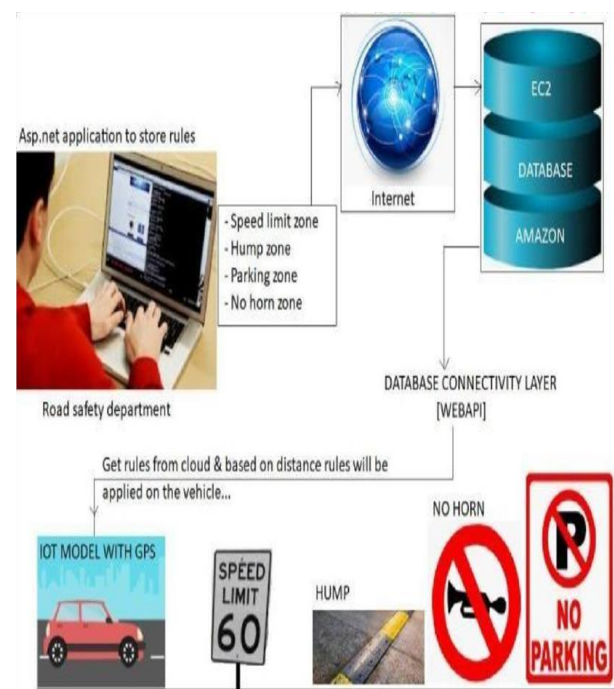 Asp.net application to store rules
- Speed limit zone
- Hump zone
- Parking zone
- No horn zone
Internet
EC2
DATABASE
AMAZON
Road safety department
DATABASE CONNECTIVITY LAYER
[WEBAPI]
Get rules from cloud & based on distance rules will be
applied on the vehicle...
IOT MODEL WITH GPS
SPEED
LIMIT
60
HUMP
NO HORN
P
NO
PARKING